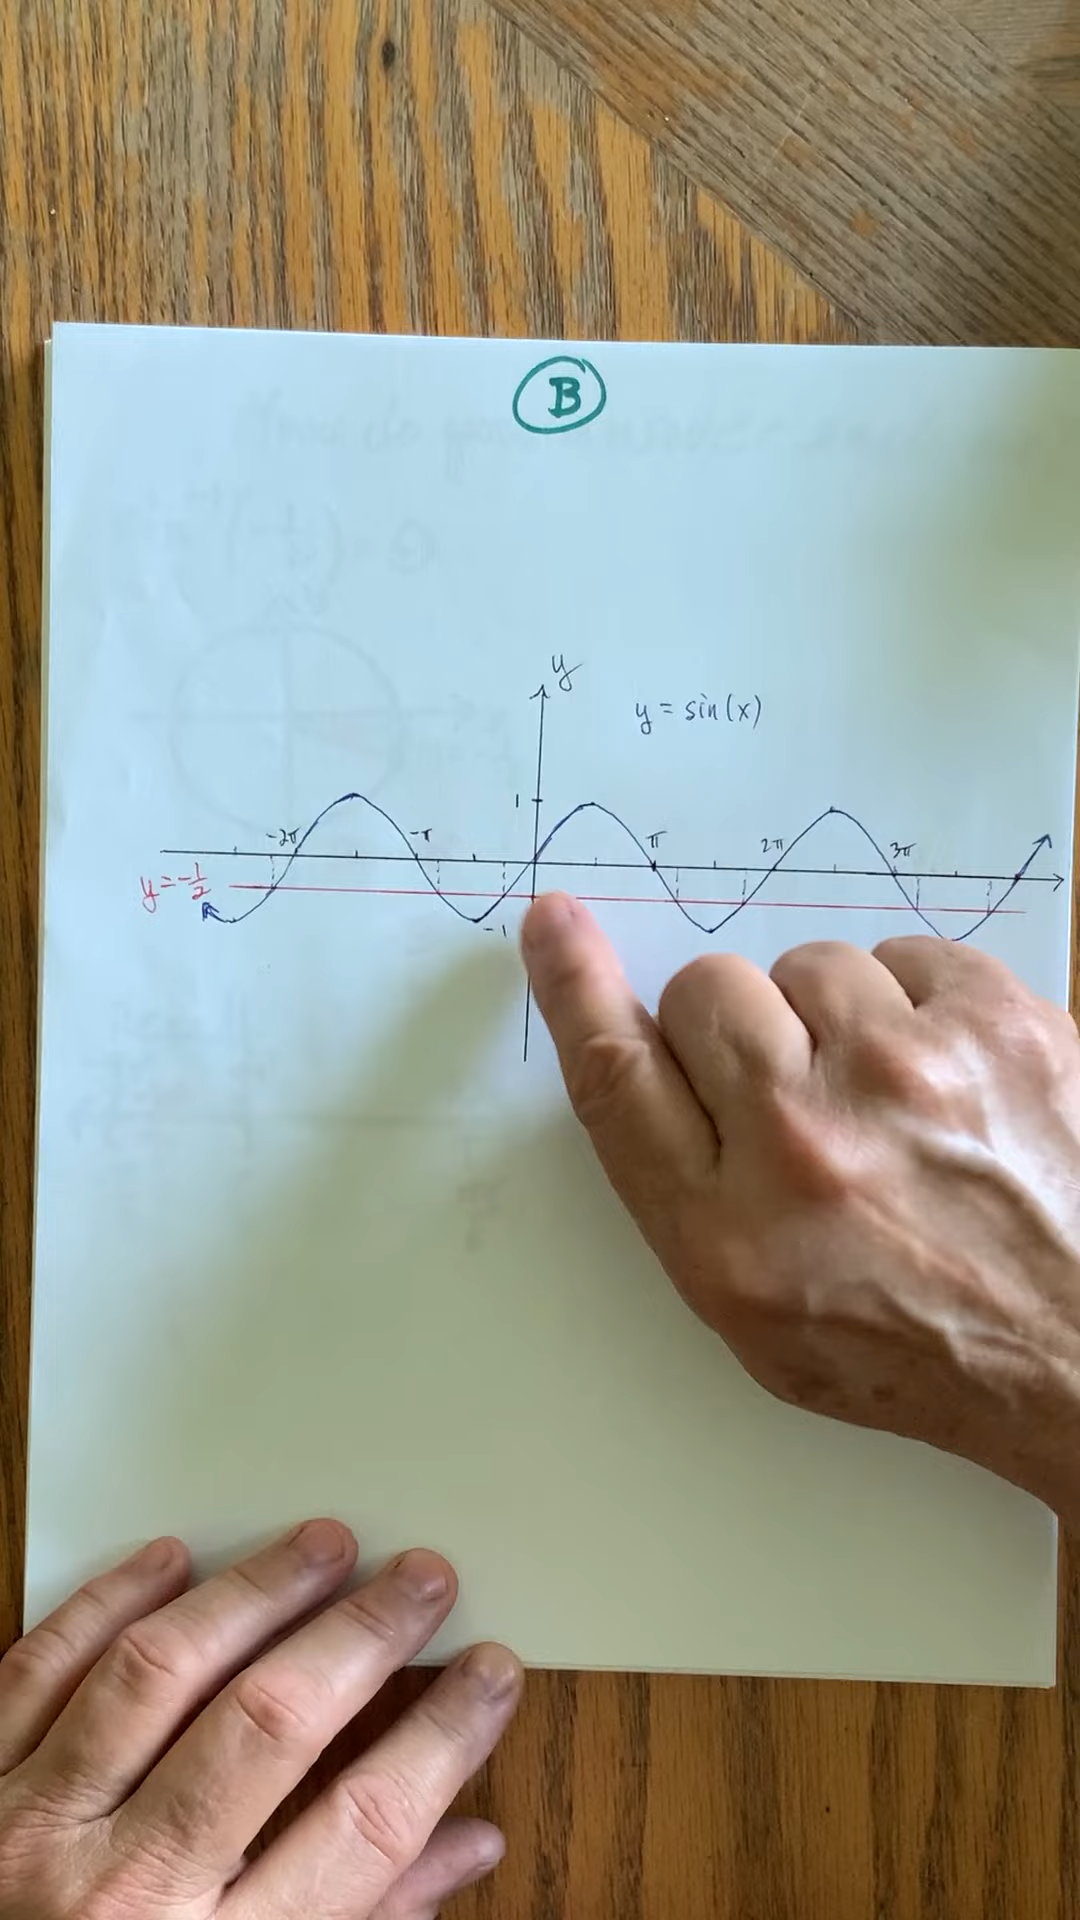 B
y
y = sin(x)
1
-2π
-π
π
2π
3π
y = -1/2
-1